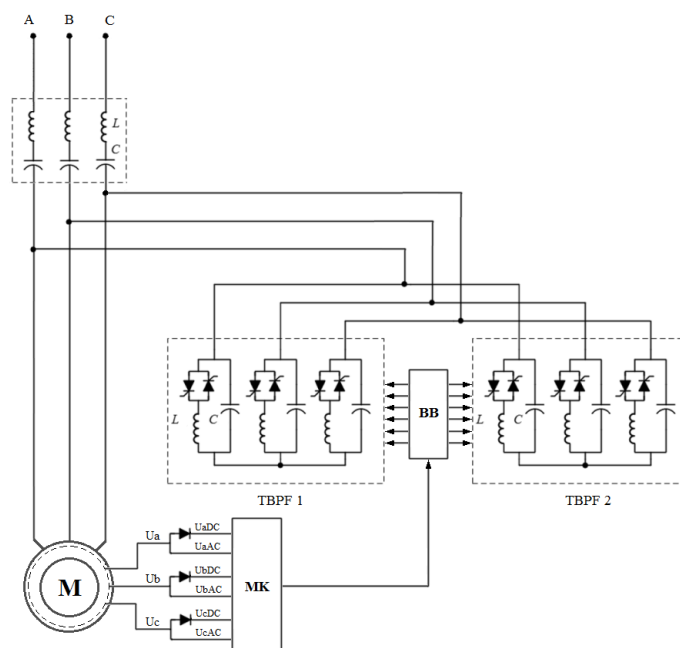 A B C
L
C
L C
BB
L C
TBPF 1
TBPF 2
M
Ua
UaDC
UaAC
Ub
UbDC
UbAC
MK
Uc
UcDC
UcAC